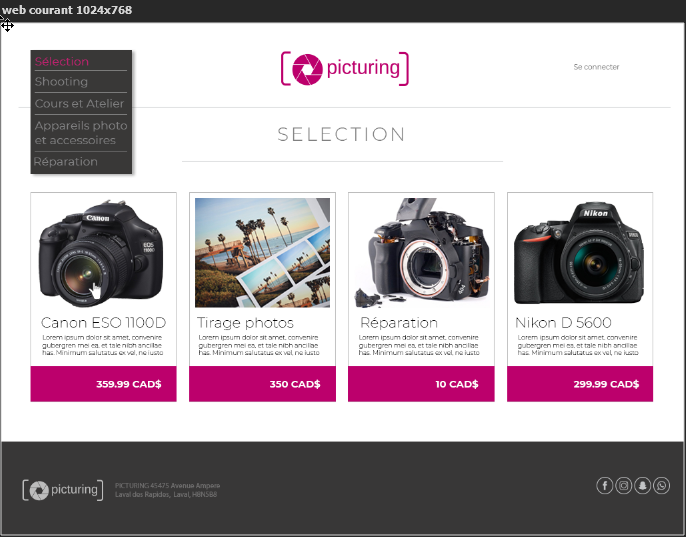 web courant 1024x768
Sélection
Shooting
Cours et Atelier
Appareils photo
et accessoires
Réparation
picturing
Se connecter
SELECTION
Canon
EOS
1100D
Canon ESO 1100D
Lorem ipsum dolor sit amet, convenire
gubergren mei ea, et tale nibh ancillae
has. Minimum salutatus ex vel, ne iusto
359.99 CAD$
Tirage photos
Lorem ipsum dolor sit amet, convenire
gubergren mei ea, et tale nibh ancillae
has. Minimum salutatus ex vel, ne iusto
350 CAD$
Réparation
Lorem ipsum dolor sit amet, convenire
gubergren mei ea, et tale nibh ancillae
has. Minimum salutatus ex vel, ne iusto
10 CAD$
Nikon
Nikon D 5600
Lorem ipsum dolor sit amet, convenire
gubergren mei ea, et tale nibh ancillae
has. Minimum salutatus ex vel, ne iusto
299.99 CAD$
picturing
PICTURING 45475 Avenue Ampere
Laval des Rapides, Laval, H8N5B8